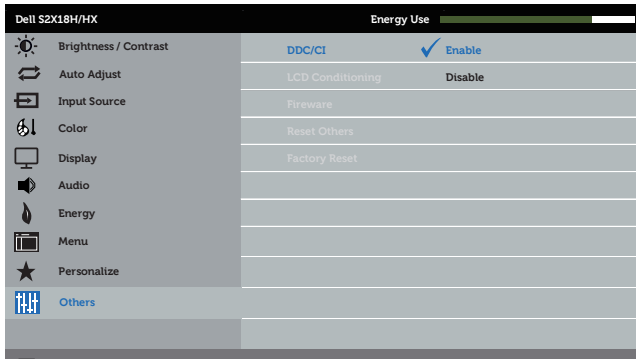 Dell S2X18H/HX Energy Use
Brightness / Contrast DDC/CI Enable
Auto Adjust LCD Conditioning Disable
Input Source Fireware
Color Reset Others
Display Factory Reset
Audio
Energy
Menu
Personalize
Others